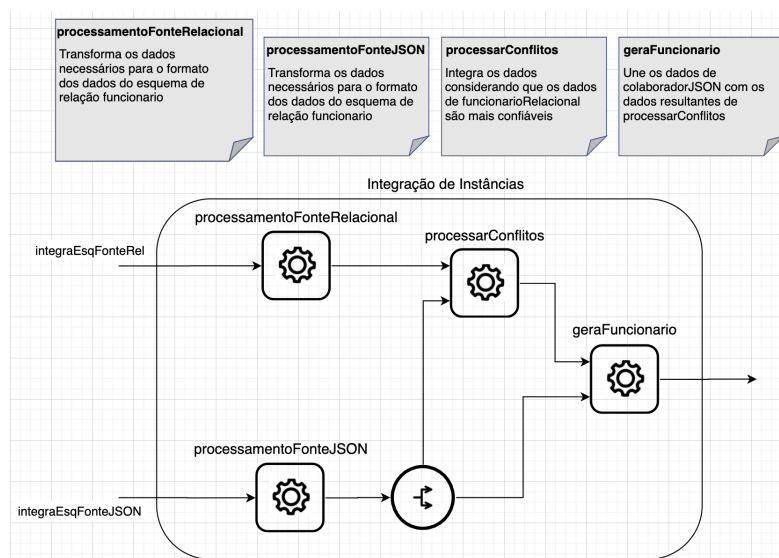 processamentoFonteRelacional
Transforma os dados
necessários para o formato
dos dados do esquema de
relação funcionario
processamentoFonteJSON
Transforma os dados
necessários para o formato
dos dados do esquema de
relação funcionario
processarConflitos
Integra os dados
considerando que os dados
de funcionarioRelacional
são mais confiáveis
geraFuncionario
Une os dados de
colaboradorJSON com os
dados resultantes de
processarConflitos
Integração de Instâncias
processamentoFonteRelacional
processarConflitos
integraEsqFonteRel
geraFuncionario
processamentoFonteJSON
integraEsqFonteJSON